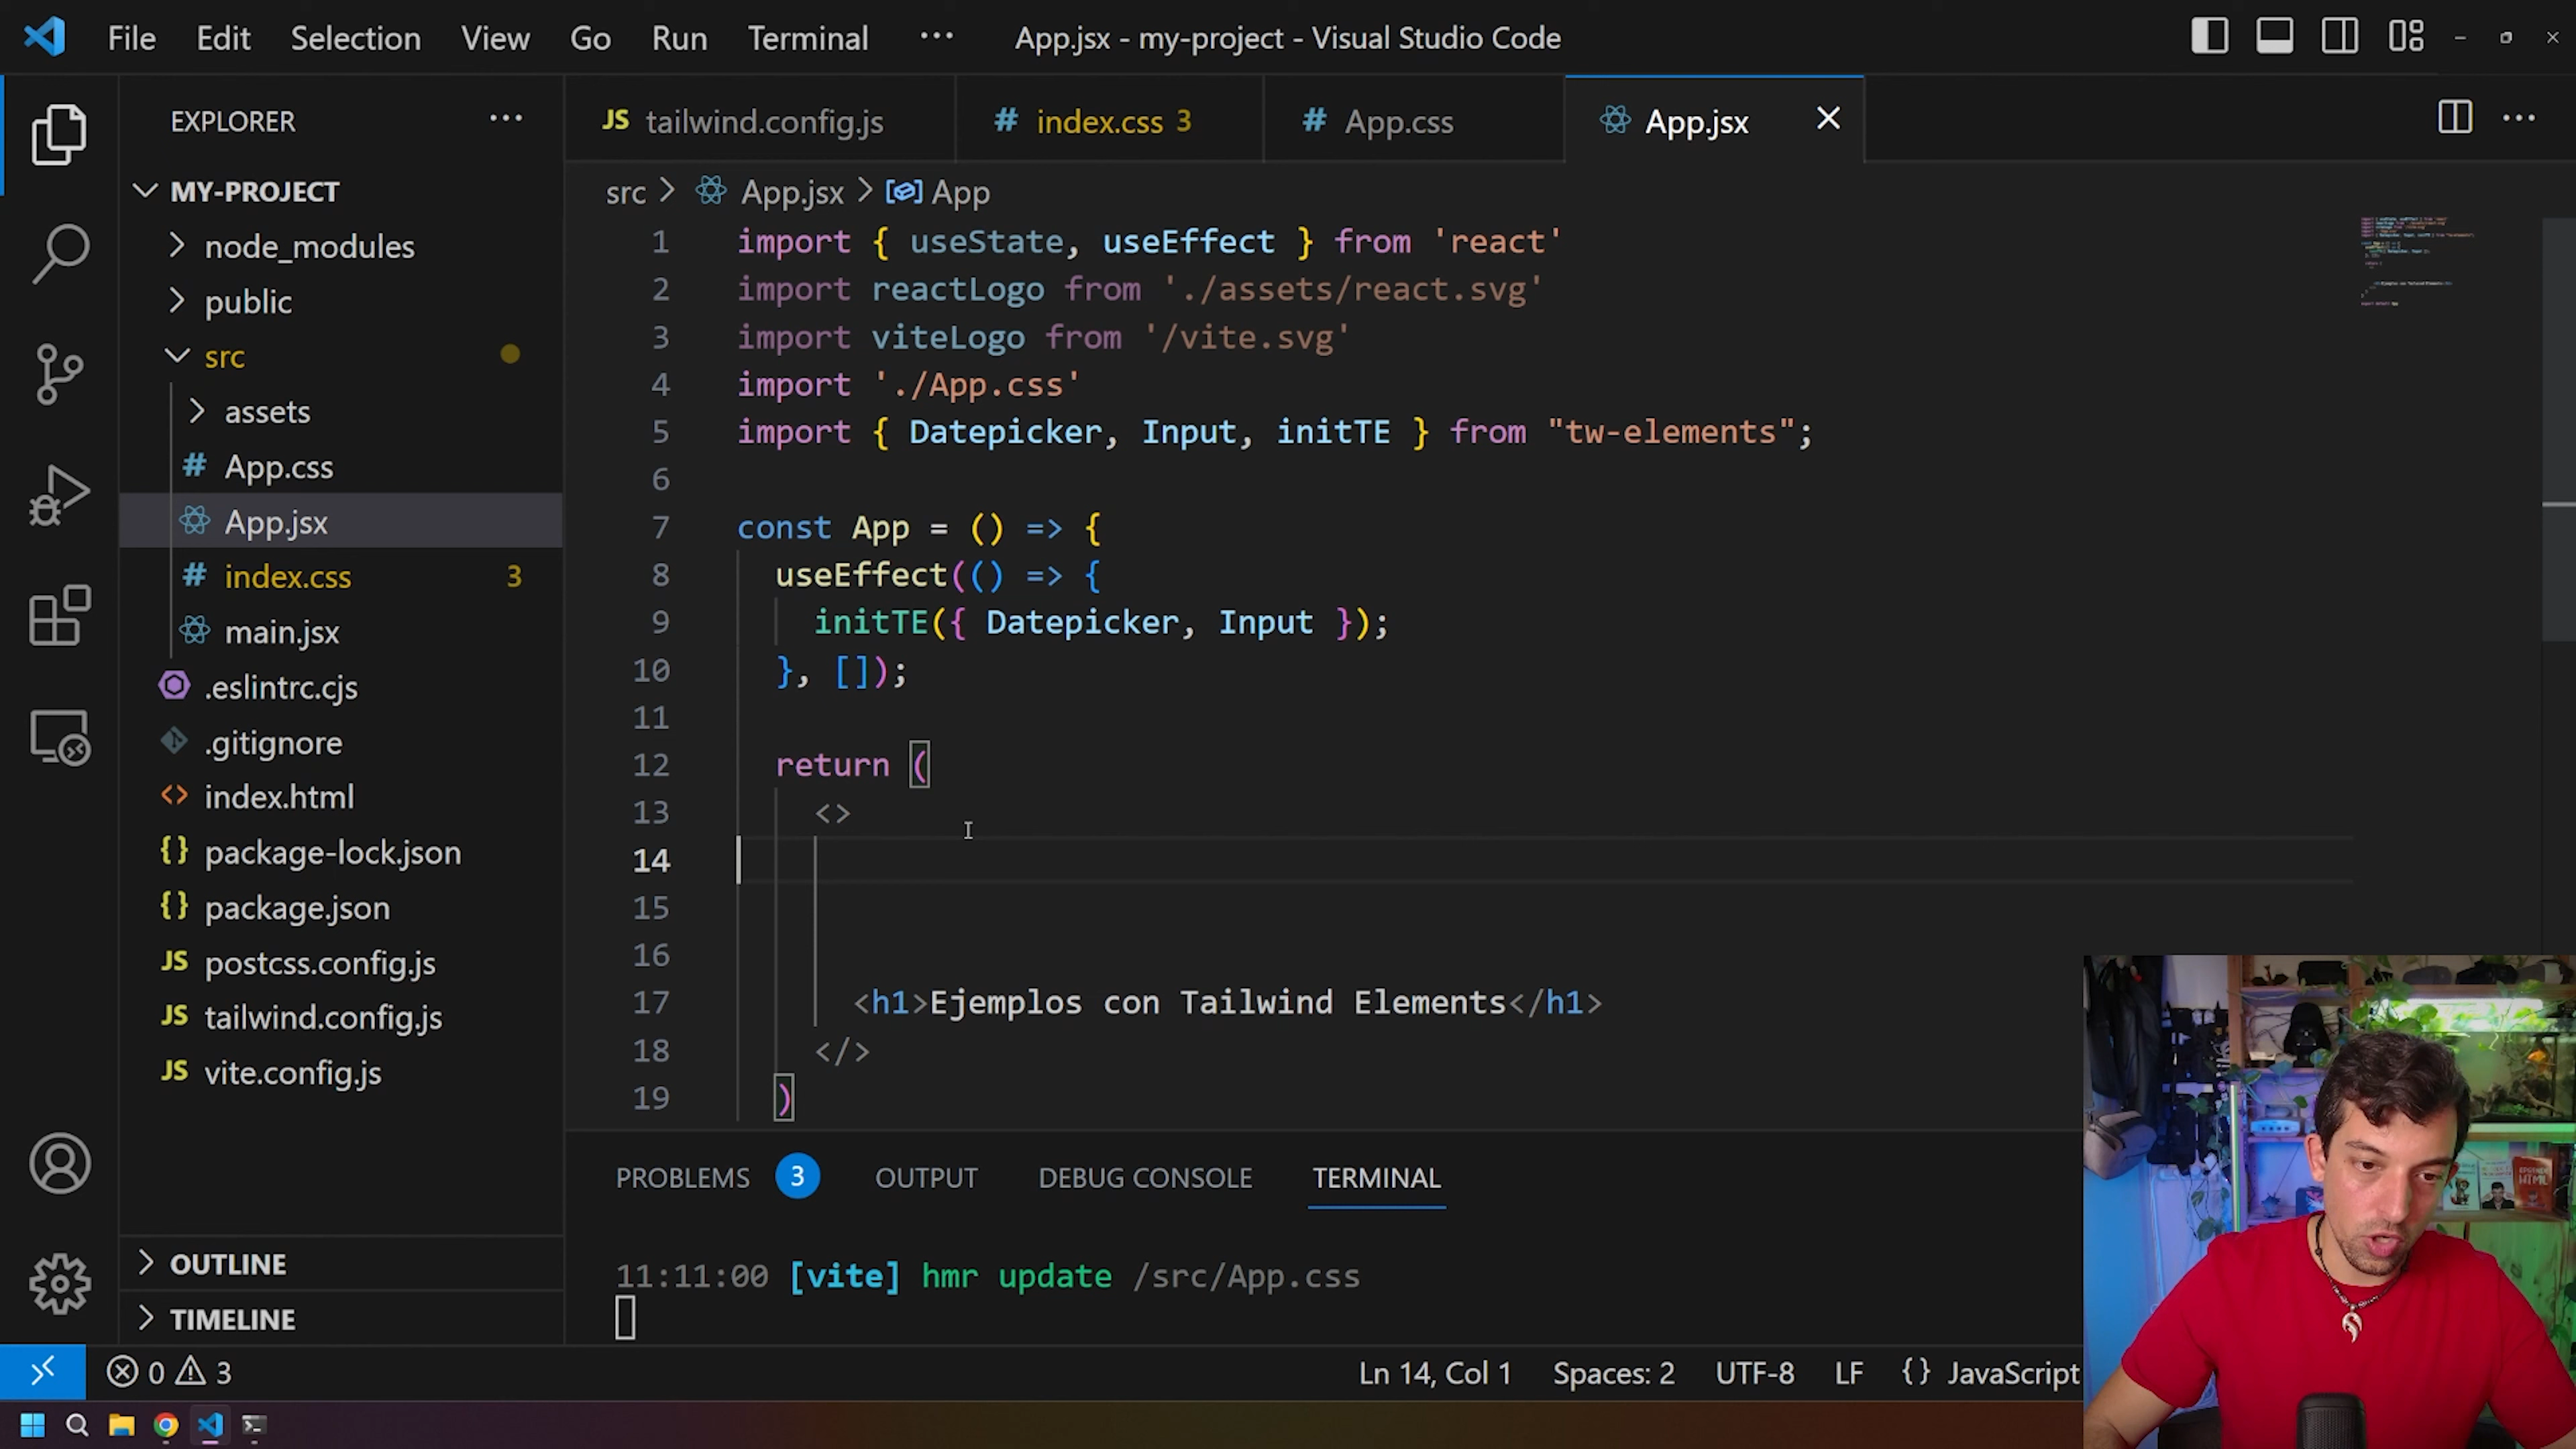 File Edit Selection View Go Run Terminal ··· App.jsx - my-project - Visual Studio Code
EXPLORER ···
MY-PROJECT
node_modules
public
src
assets
# App.css
App.jsx
# index.css 3
main.jsx
.eslintrc.cjs
.gitignore
<> index.html
{} package-lock.json
{} package.json
JS postcss.config.js
JS tailwind.config.js
JS vite.config.js
OUTLINE
TIMELINE
JS tailwind.config.js # index.css 3 # App.css App.jsx
src > App.jsx > App
1 import { useState, useEffect } from 'react'
2 import reactLogo from './assets/react.svg'
3 import viteLogo from '/vite.svg'
4 import './App.css'
5 import { Datepicker, Input, initTE } from "tw-elements";
6
7 const App = () => {
8 useEffect(() => {
9 initTE({ Datepicker, Input });
10 }, []);
11
12 return (
13 <>
14
15
16
17 <h1>Ejemplos con Tailwind Elements</h1>
18 </>
19 )
PROBLEMS 3 OUTPUT DEBUG CONSOLE TERMINAL
11:11:00 [vite] hmr update /src/App.css
0 3 Ln 14, Col 1 Spaces: 2 UTF-8 LF {} JavaScript